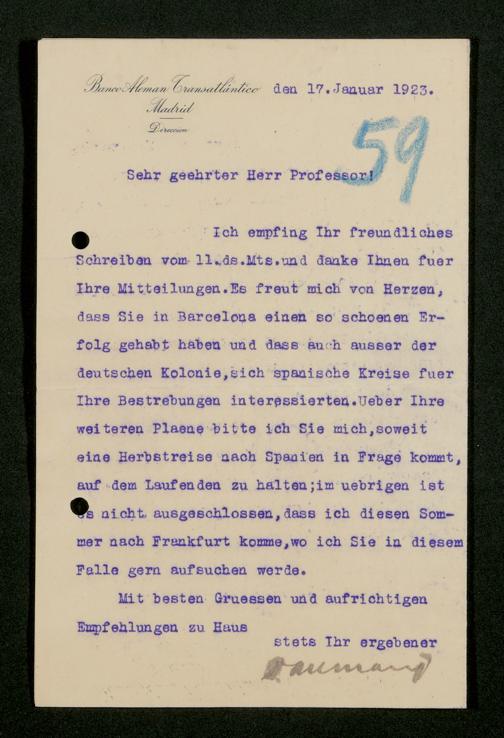 Banco Aleman Transatlántico
Madrid
Direccion
den 17.Januar 1923.
59
Sehr geehrter Herr Professor!
Ich empfing Ihr freundliches
Schreiben vom 11.ds.Mts.und danke Ihnen fuer
Ihre Mitteilungen.Es freut mich von Herzen,
dass Sie in Barcelona einen so schoenen Er-
folg gehabt haben und dass auch ausser der
deutschen Kolonie,sich spanische Kreise fuer
Ihre Bestrebungen interessierten.Ueber Ihre
weiteren Plaene bitte ich Sie mich,soweit
eine Herbstreise nach Spanien in Frage kommt,
auf dem Laufenden zu halten;im uebrigen ist
es nicht ausgeschlossen,dass ich diesen Som-
mer nach Frankfurt komme,wo ich Sie in diesem
Falle gern aufsuchen werde.
Mit besten Gruessen und aufrichtigen
Empfehlungen zu Haus
stets Ihr ergebener